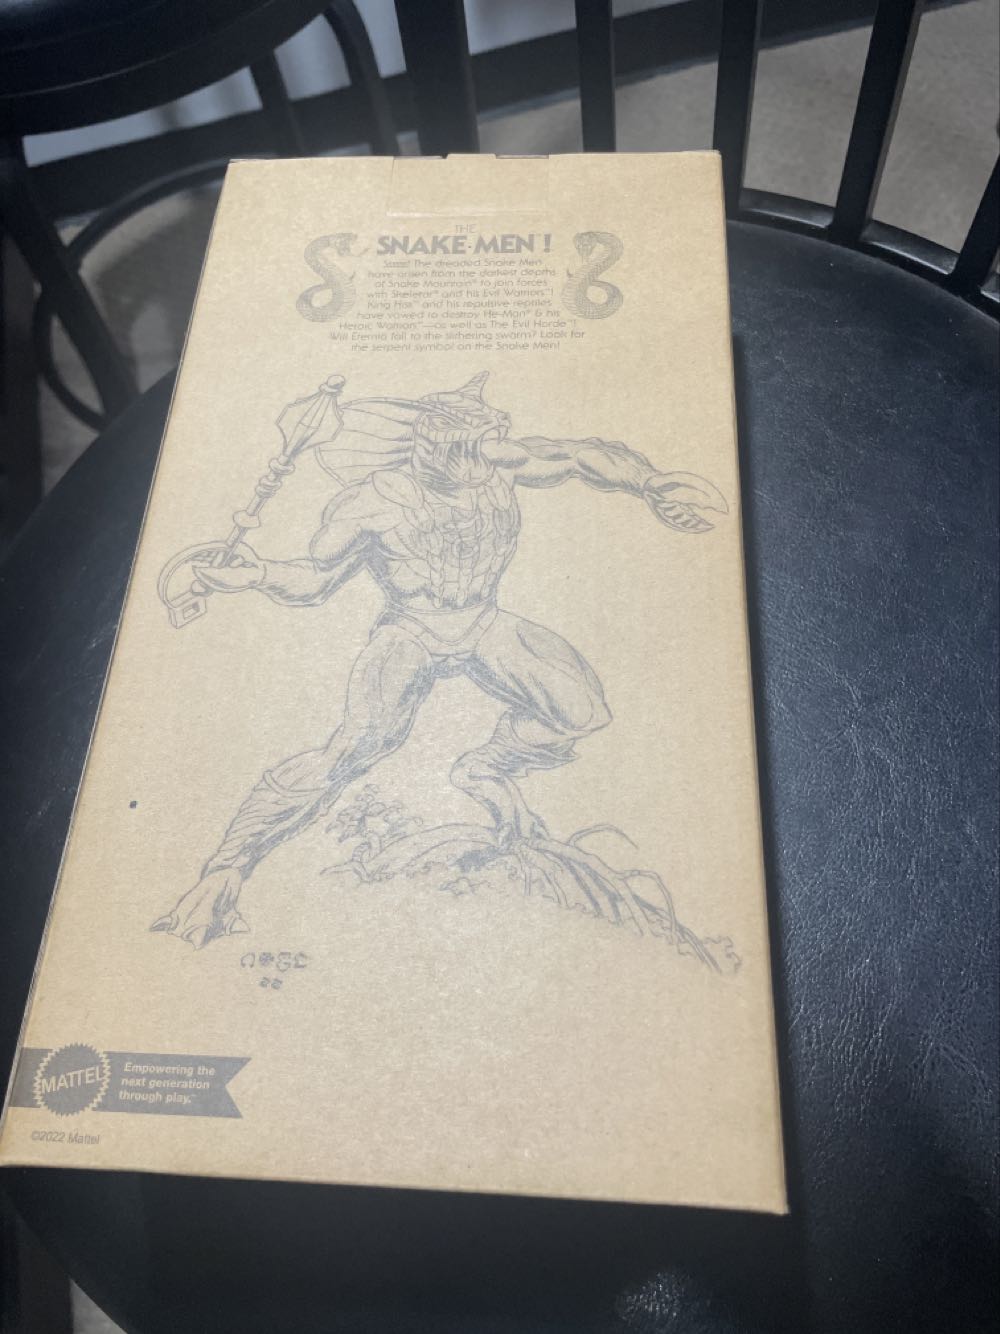 THE
SNAKE·MEN™!
Sssss! The dreaded Snake Men
have arisen from the darkest depths
of Snake Mountain® to join forces
with Skeletor® and his Evil Warriors™!
King Hiss™ and his repulsive reptiles
have vowed to destroy He-Man® & his
Heroic Warriors™—as well as The Evil Horde™!
Will Eternia fall to the slithering swarm? Look for
the serpent symbol on the Snake Men!
MATTEL
Empowering the
next generation
through play.™
©2022 Mattel